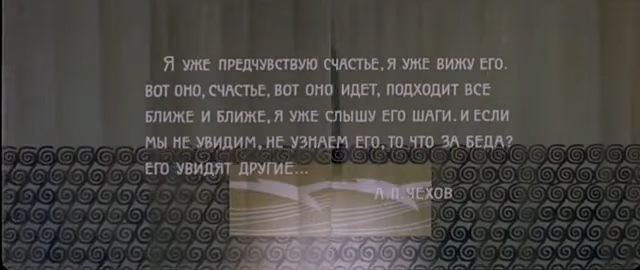 Я УЖЕ ПРЕДЧУВСТВУЮ СЧАСТЬЕ, Я УЖЕ ВИЖУ ЕГО.
ВОТ ОНО, СЧАСТЬЕ, ВОТ ОНО ИДЕТ, ПОДХОДИТ ВСЕ
БЛИЖЕ И БЛИЖЕ, Я УЖЕ СЛЫШУ ЕГО ШАГИ. И ЕСЛИ
МЫ НЕ УВИДИМ, НЕ УЗНАЕМ ЕГО, ТО ЧТО ЗА БЕДА?
ЕГО УВИДЯТ ДРУГИЕ...
А.П. ЧЕХОВ